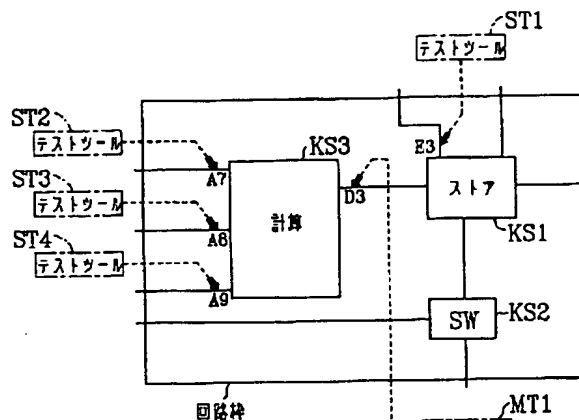 ST1
テストツール
ST2
テストツール
KS3
E3
A7
D3
ストア
ST3
テストツール
計算
A8
KS1
ST4
テストツール
A9
SW
KS2
回路枠
MT1